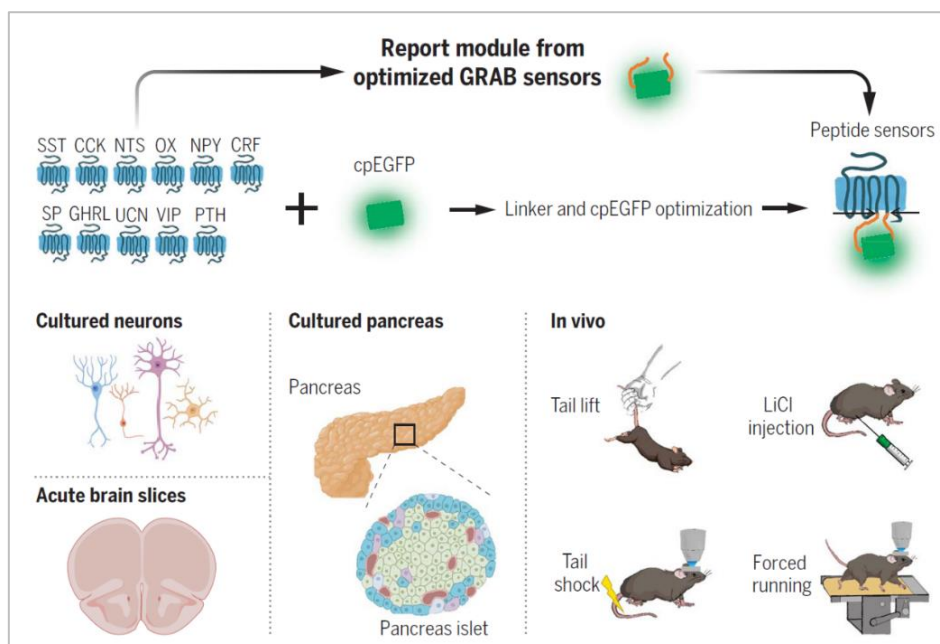 Report module from
optimized GRAB sensors
SST CCK NTS OX NPY CRF
SP GHRL UCN VIP PTH
+
cpEGFP
Linker and cpEGFP optimization
Peptide sensors
Cultured neurons
Acute brain slices
Cultured pancreas
Pancreas
Pancreas islet
In vivo
Tail lift
LiCl
injection
Tail
shock
Forced
running